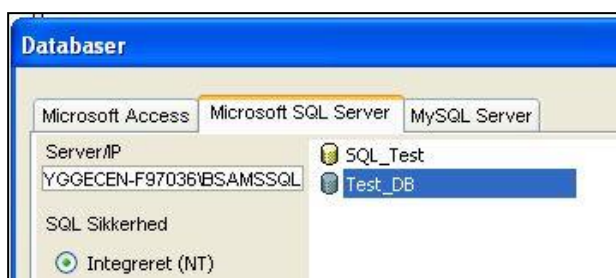 Databaser
Microsoft Access Microsoft SQL Server MySQL Server
Server/IP
YGGECEN-F97036\BSAMSSQL
SQL_Test
Test_DB
SQL Sikkerhed
Integreret (NT)